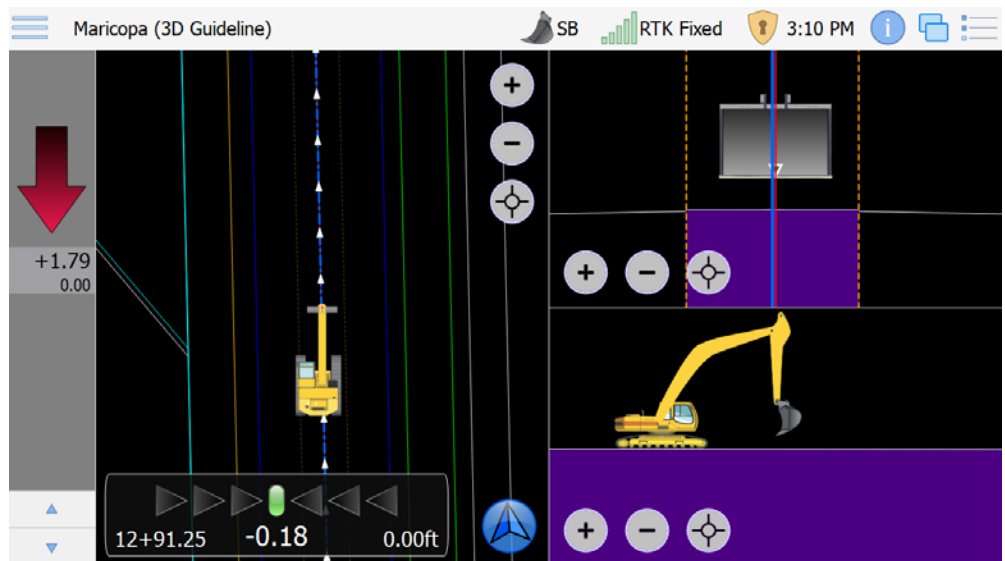 Maricopa (3D Guideline) SB RTK Fixed 3:10 PM i
+1.79
0.00
12+91.25 -0.18 0.00ft